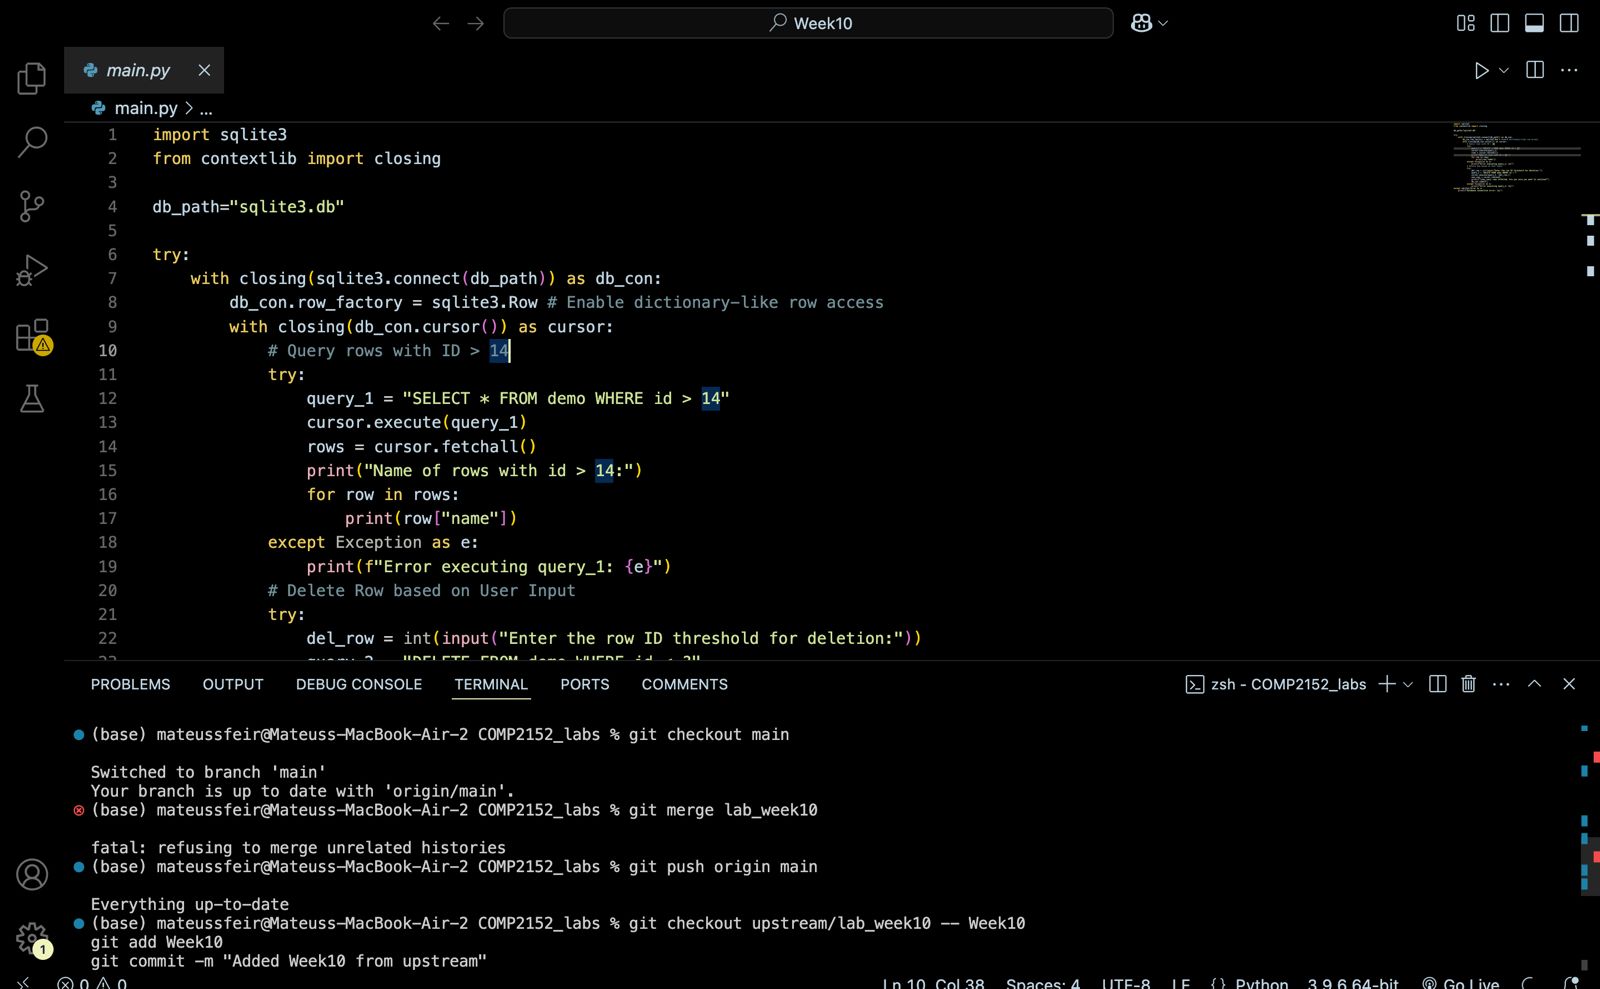 Week10
main.py
main.py > ...
1 import sqlite3
2 from contextlib import closing
3
4 db_path="sqlite3.db"
5
6 try:
7 with closing(sqlite3.connect(db_path)) as db_con:
8 db_con.row_factory = sqlite3.Row # Enable dictionary-like row access
9 with closing(db_con.cursor()) as cursor:
10 # Query rows with ID > 14
11 try:
12 query_1 = "SELECT * FROM demo WHERE id > 14"
13 cursor.execute(query_1)
14 rows = cursor.fetchall()
15 print("Name of rows with id > 14:")
16 for row in rows:
17 print(row["name"])
18 except Exception as e:
19 print(f"Error executing query_1: {e}")
20 # Delete Row based on User Input
21 try:
22 del_row = int(input("Enter the row ID threshold for deletion:"))
23 query_2 = "DELETE FROM demo WHERE id < ?"
PROBLEMS OUTPUT DEBUG CONSOLE TERMINAL PORTS COMMENTS zsh - COMP2152_labs
(base) mateussfeir@Mateuss-MacBook-Air-2 COMP2152_labs % git checkout main
Switched to branch 'main'
Your branch is up to date with 'origin/main'.
(base) mateussfeir@Mateuss-MacBook-Air-2 COMP2152_labs % git merge lab_week10
fatal: refusing to merge unrelated histories
(base) mateussfeir@Mateuss-MacBook-Air-2 COMP2152_labs % git push origin main
Everything up-to-date
(base) mateussfeir@Mateuss-MacBook-Air-2 COMP2152_labs % git checkout upstream/lab_week10 -- Week10
git add Week10
git commit -m "Added Week10 from upstream"
1
0 0 Ln 10, Col 38 Spaces: 4 UTF-8 LF {} Python 3.9.6 64-bit Go Live